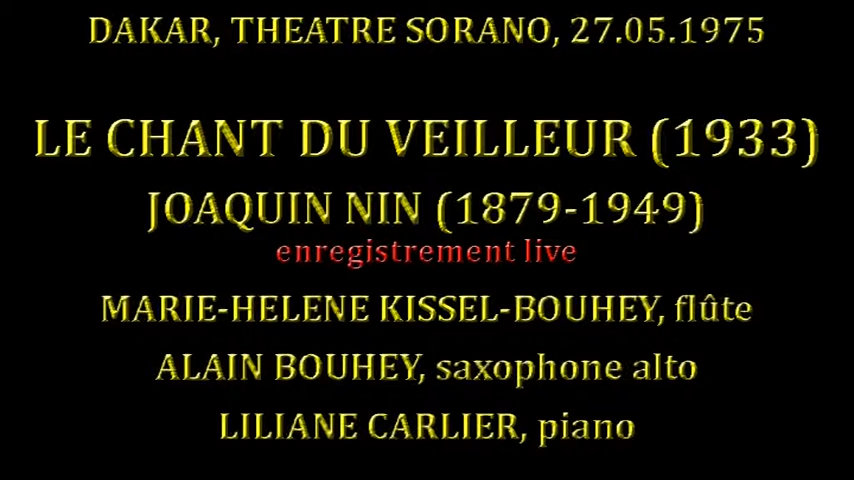 DAKAR, THEATRE SORANO, 27.05.1975
LE CHANT DU VEILLEUR (1933)
JOAQUIN NIN (1879-1949)
enregistrement live
MARIE-HELENE KISSEL-BOUHEY, flûte
ALAIN BOUHEY, saxophone alto
LILIANE CARLIER, piano